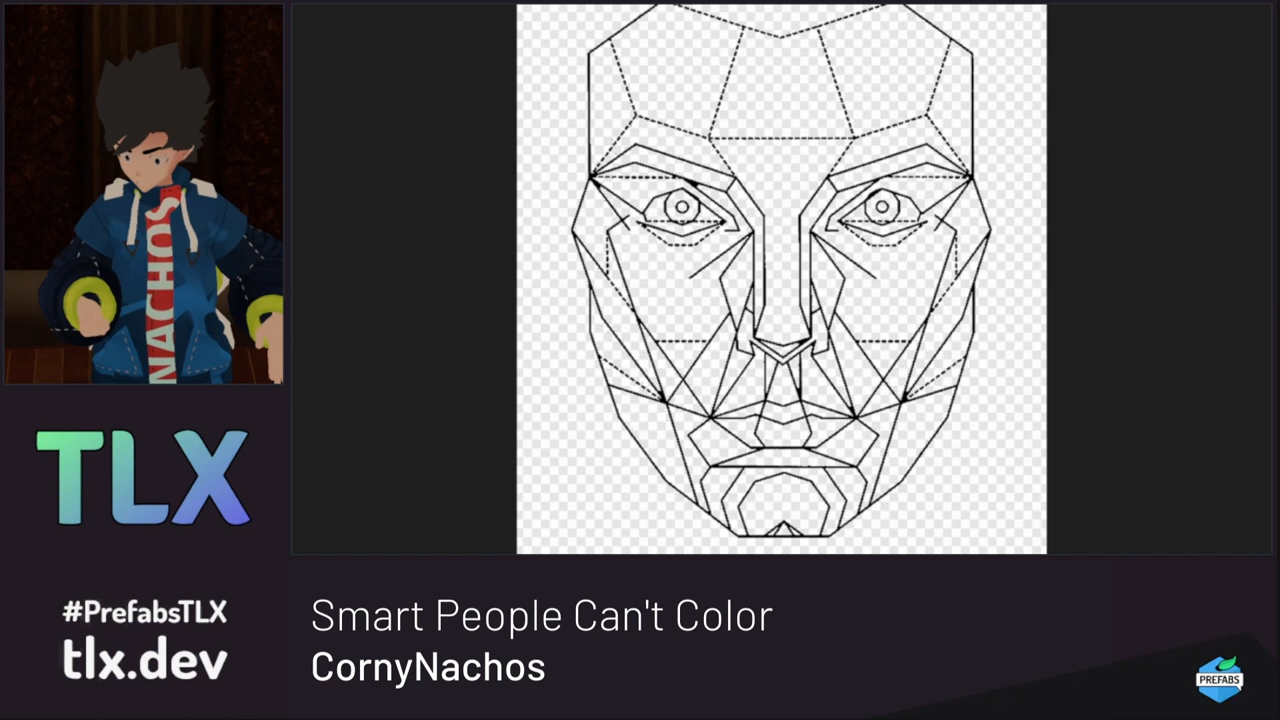 NACHOS
TLX
#PrefabsTLX
tlx.dev
Smart People Can't Color
CornyNachos
PREFABS